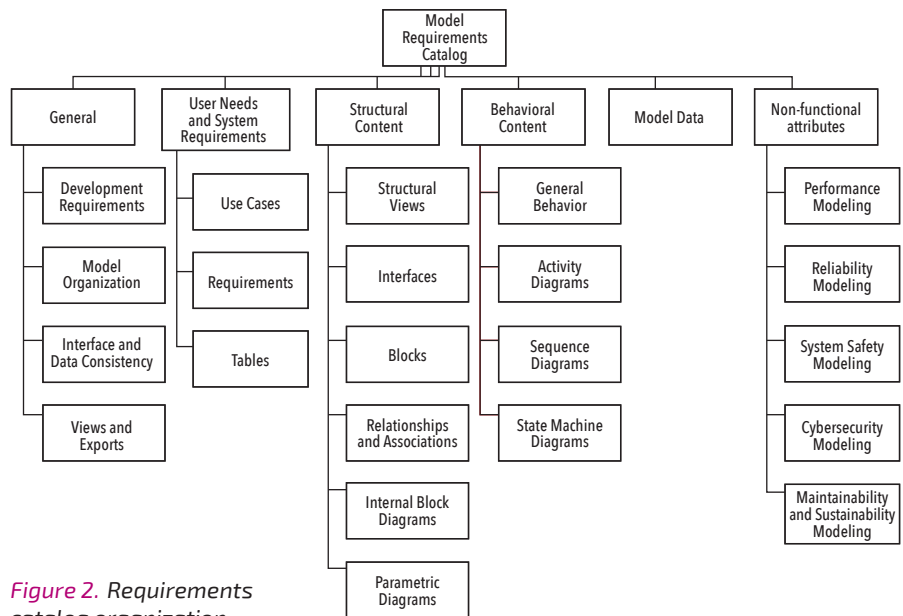 Model
Requirements
Catalog
General
User Needs
and System
Requirements
Structural
Content
Behavioral
Content
Model Data
Non-functional
attributes
Development
Requirements
Model
Organization
Interface and
Data Consistency
Views and
Exports
Use Cases
Requirements
Tables
Structural
Views
Interfaces
Blocks
Relationships
and Associations
Internal Block
Diagrams
Parametric
Diagrams
General
Behavior
Activity
Diagrams
Sequence
Diagrams
State Machine
Diagrams
Performance
Modeling
Reliability
Modeling
System Safety
Modeling
Cybersecurity
Modeling
Maintainability
and Sustainability
Modeling
Figure 2. Requirements
catalog organization